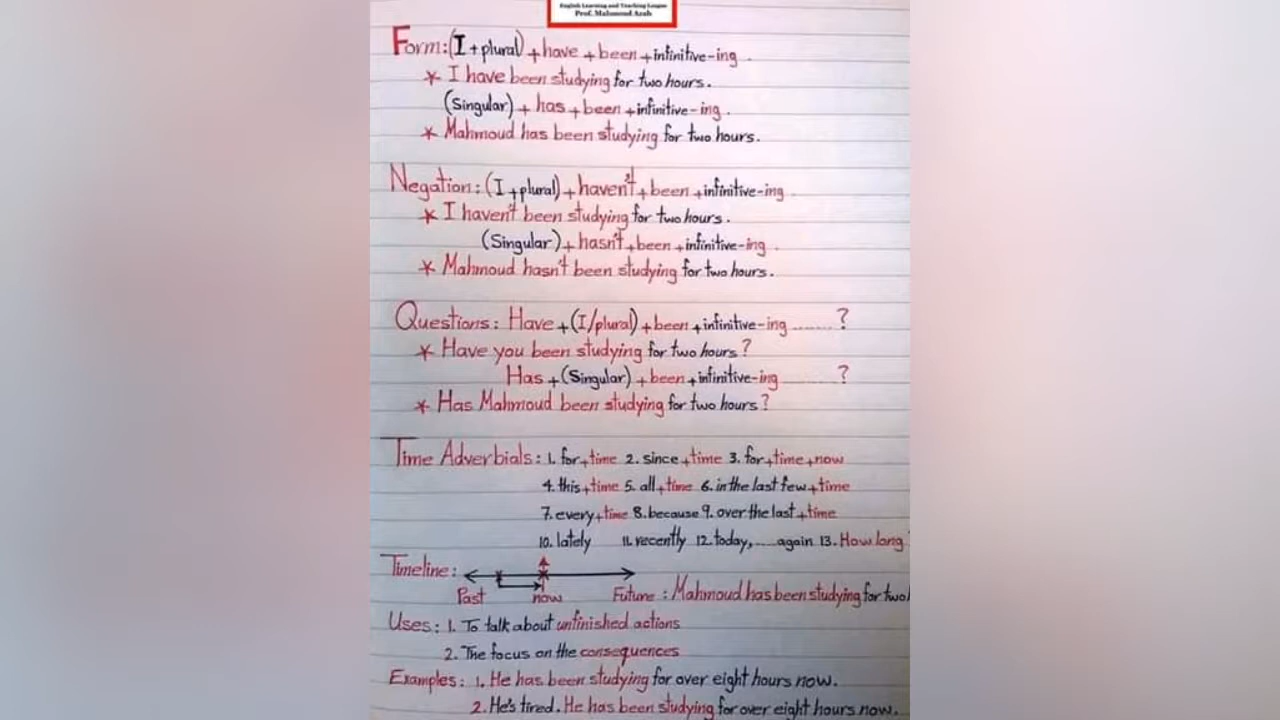 English Learning and Teaching League
Prof. Mahmoud Arab
Form: (I + plural) + have + been + infinitive-ing.
* I have been studying for two hours.
(Singular) + has + been + infinitive-ing.
* Mahmoud has been studying for two hours.
Negation: (I + plural) + haven't + been + infinitive-ing.
* I haven't been studying for two hours.
(Singular) + hasn't + been + infinitive-ing.
* Mahmoud hasn't been studying for two hours.
Questions: Have + (I/plural) + been + infinitive-ing ........ ?
* Have you been studying for two hours?
Has + (Singular) + been + infinitive-ing ........ ?
* Has Mahmoud been studying for two hours?
Time Adverbials: 1. for + time 2. since + time 3. for + time + now
4. this + time 5. all + time 6. in the last few + time
7. every + time 8. because 9. over the last + time
10. lately 11. recently 12. today, ..... again 13. How long
Timeline:
Past now Future : Mahmoud has been studying for two
Uses: 1. To talk about unfinished actions
2. The focus on the consequences
Examples: 1. He has been studying for over eight hours now.
2. He's tired. He has been studying for over eight hours now.